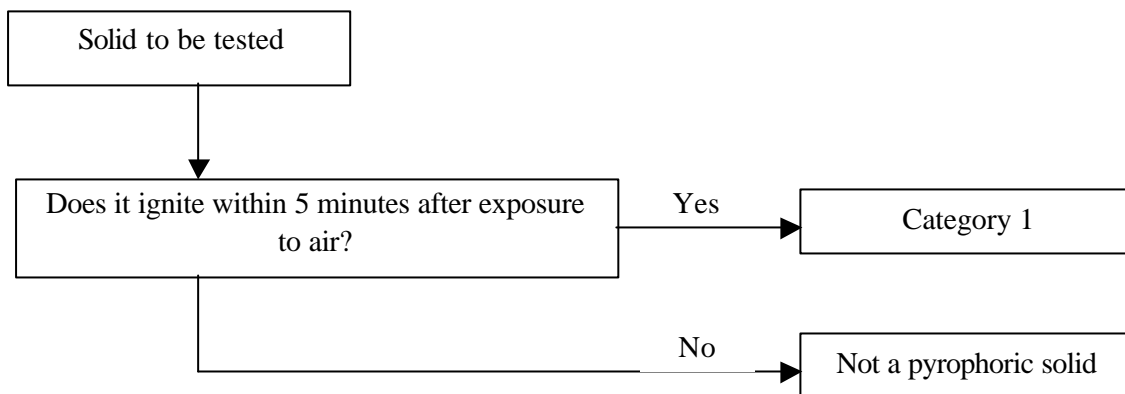 Solid to be tested
Does it ignite within 5 minutes after exposure
to air?
Yes
Category 1
No
Not a pyrophoric solid